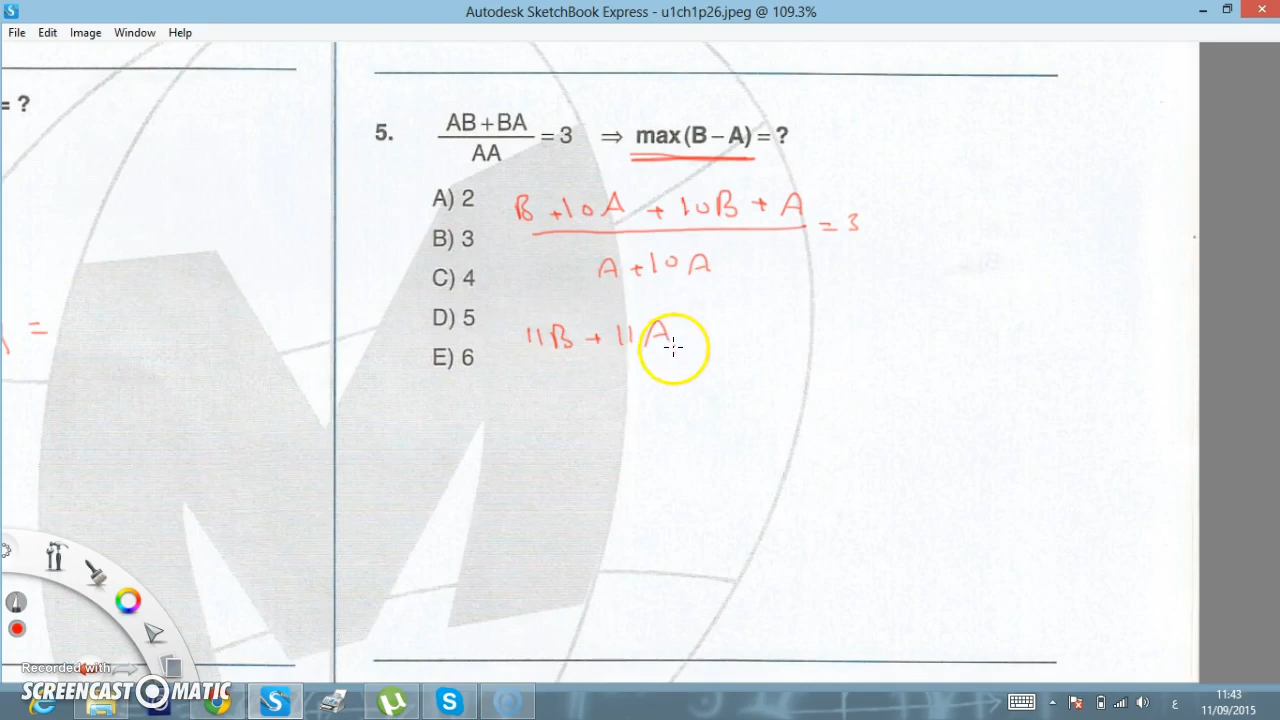 Autodesk SketchBook Express - u1ch1p26.jpeg @ 109.3%
File Edit Image Window Help
= ?
5. AB + BA / AA = 3 ⇒ max (B – A) = ?
A) 2
B) 3
C) 4
D) 5
E) 6
B + 10A + 10B + A / A + 10A = 3
11B + 11A
=
Recorded with
SCREENCAST MATIC
11:43
ع
11/09/2015